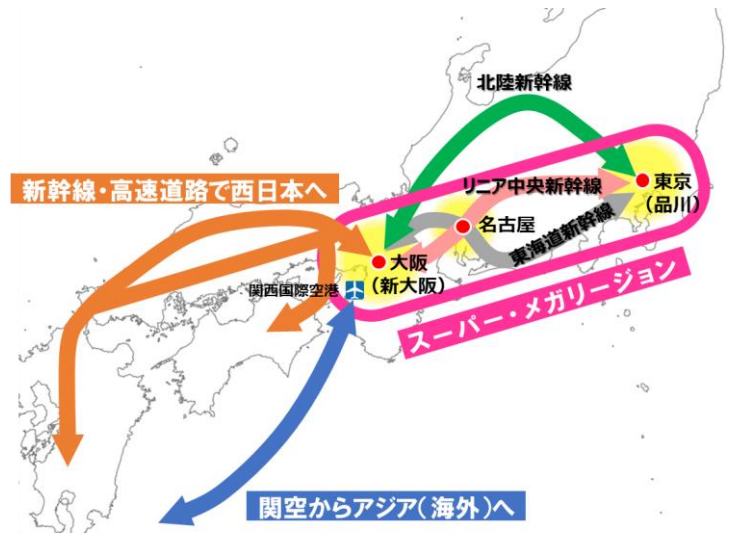 北陸新幹線
新幹線・高速道路で西日本へ
リニア中央新幹線
東京
（品川）
名古屋
東海道新幹線
大阪
（新大阪）
関西国際空港
スーパー・メガリージョン
関空からアジア（海外）へ